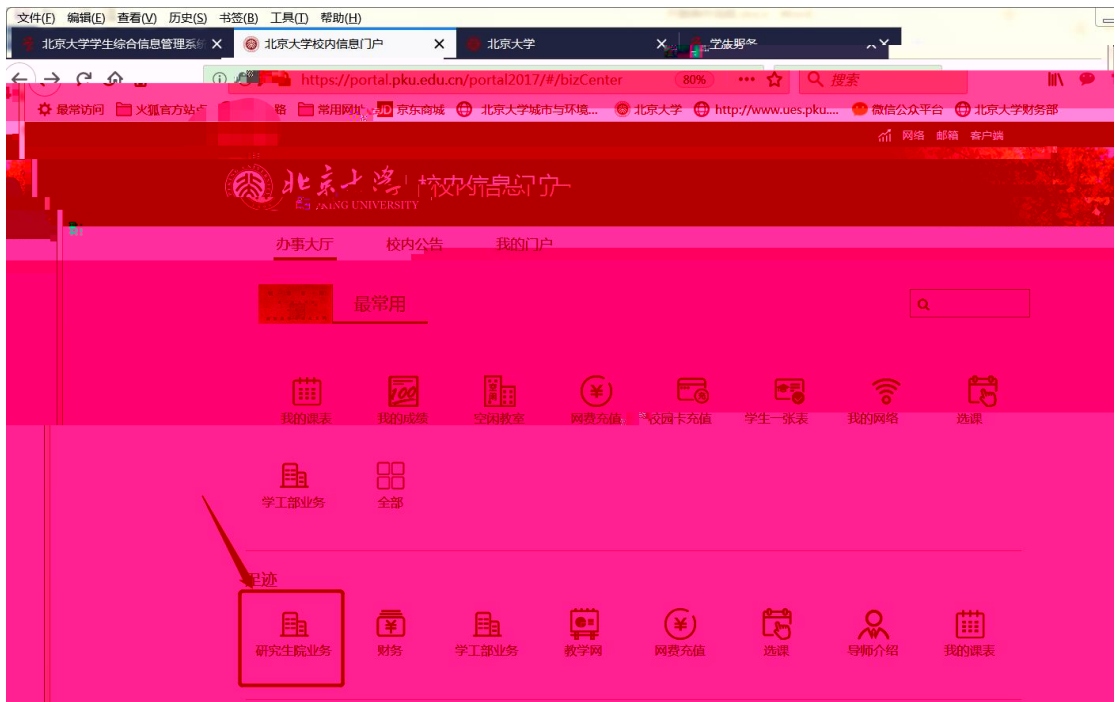 文件(F) 编辑(E) 查看(V) 历史(S) 书签(B) 工具(T) 帮助(H)
北京大学学生综合信息管理系统 北京大学校内信息门户 北京大学
https://portal.pku.edu.cn/portal2017/#/bizCenter 80% 搜索
最常访问 火狐官方站点 常用网址 JD 京东商城 北京大学城市与环境... 北京大学 http://www.ues.pku.... 微信公众平台 北京大学财务部
网络 邮箱 客户端
北京大学 校内信息门户
UNIVERSITY
办事大厅 校内公告 我的门户
最常用
我的课表 我的成绩 空闲教室 网费充值 校园卡充值 学生一张表 我的网络 选课
学工部业务 全部
足迹
研究生院业务 财务 学工部业务 教学网 网费充值 选课 导师介绍 我的课表